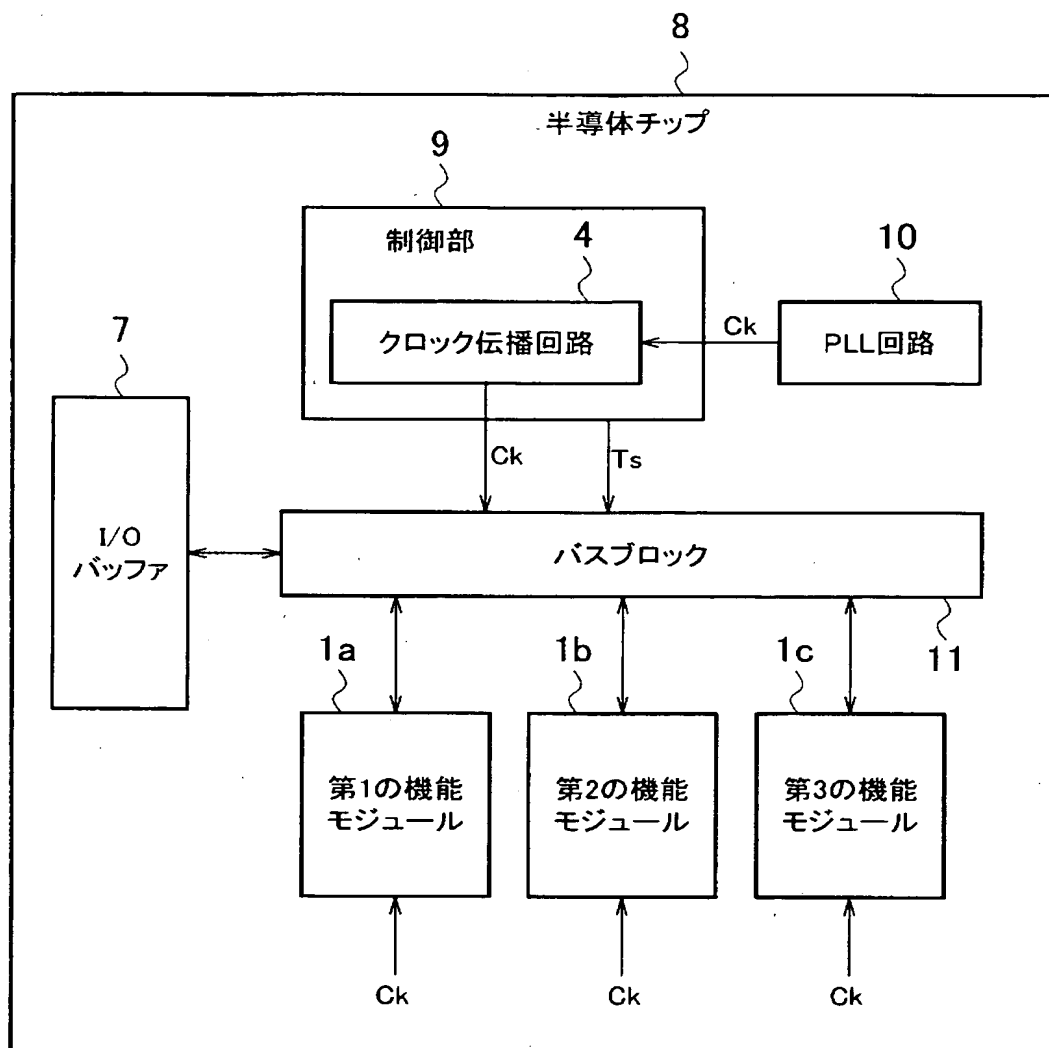 8
半導体チップ
9
制御部
4
10
クロック伝播回路
Ck
PLL回路
7
Ck
Ts
I/O
バッファ
バスブロック
11
1a
1b
1c
第1の機能
モジュール
第2の機能
モジュール
第3の機能
モジュール
Ck
Ck
Ck